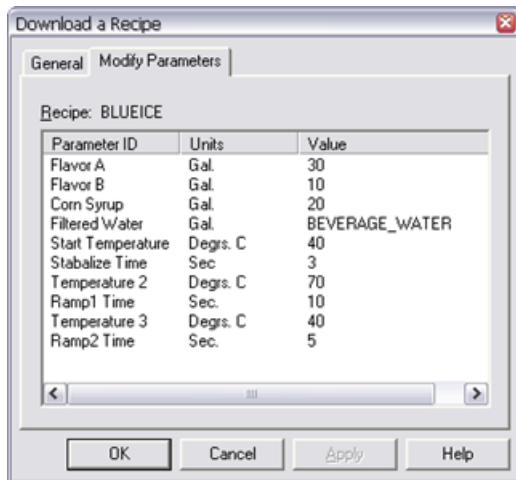 Download a Recipe
General Modify Parameters
Recipe: BLUEICE
Parameter ID Units Value
Flavor A Gal. 30
Flavor B Gal. 10
Corn Syrup Gal. 20
Filtered Water Gal. BEVERAGE_WATER
Start Temperature Degrs. C 40
Stabalize Time Sec 3
Temperature 2 Degrs. C 70
Ramp1 Time Sec. 10
Temperature 3 Degrs. C 40
Ramp2 Time Sec. 5
OK Cancel Apply Help